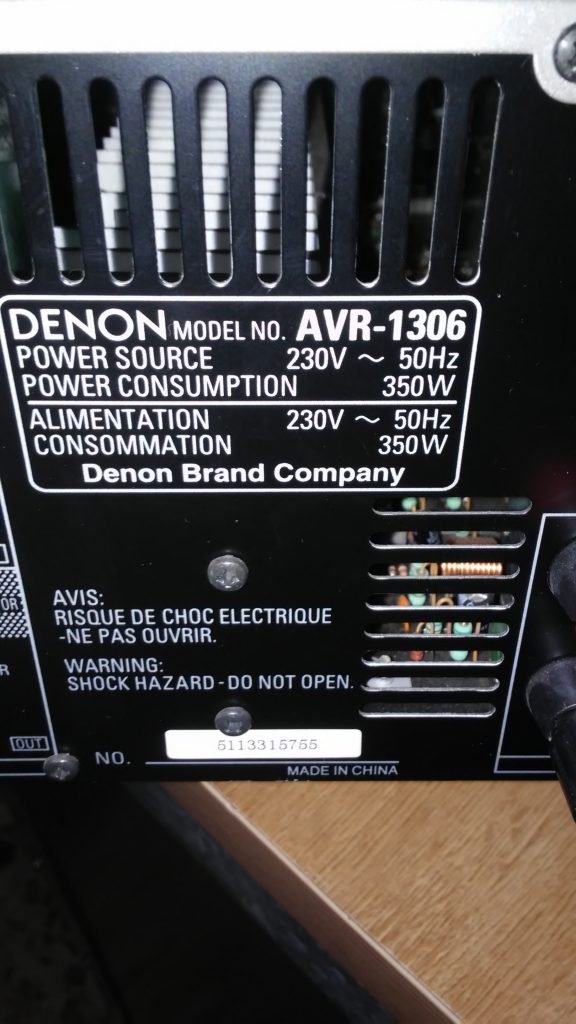 DENON MODEL NO. AVR-1306
POWER SOURCE 230V ~ 50Hz
POWER CONSUMPTION 350W
ALIMENTATION 230V ~ 50Hz
CONSOMMATION 350W
Denon Brand Company
AVIS:
RISQUE DE CHOC ELECTRIQUE
-NE PAS OUVRIR.
WARNING:
SHOCK HAZARD - DO NOT OPEN.
OUT
NO. 5113315755
MADE IN CHINA